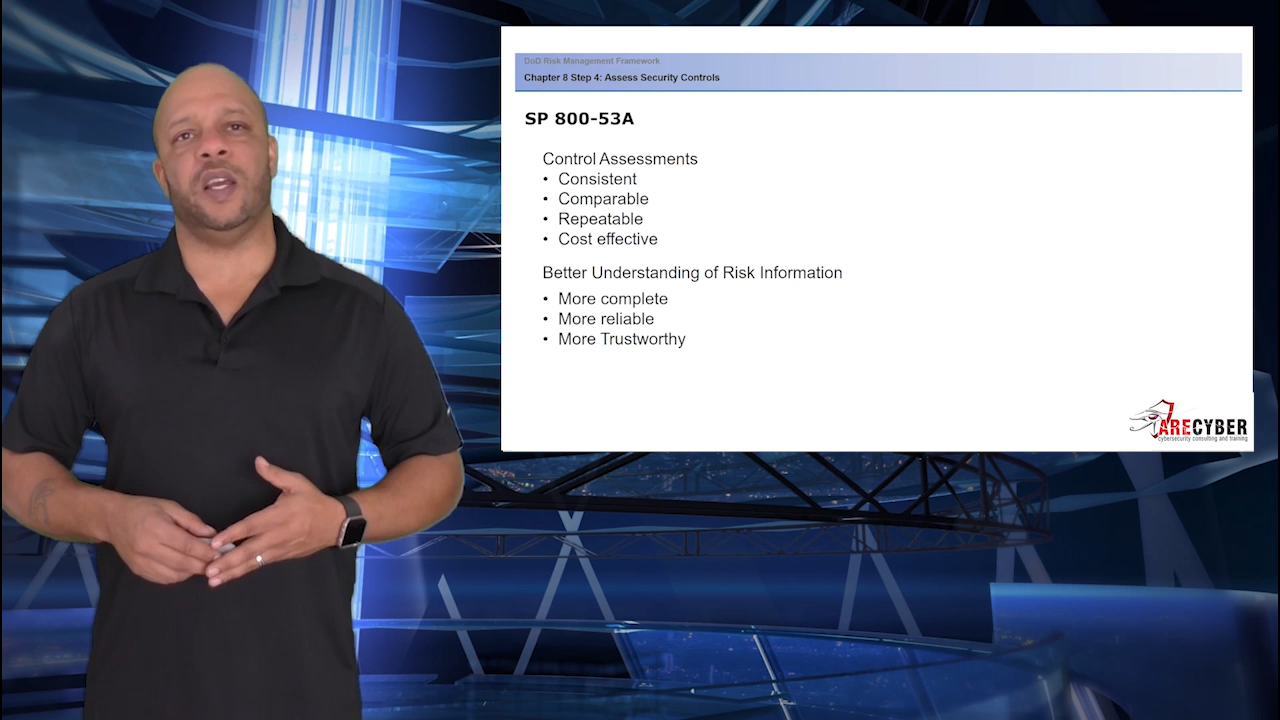 DoD Risk Management Framework
Chapter 8 Step 4: Assess Security Controls
SP 800-53A
Control Assessments
• Consistent
• Comparable
• Repeatable
• Cost effective
Better Understanding of Risk Information
• More complete
• More reliable
• More Trustworthy
ARECYBER
cybersecurity consulting and training